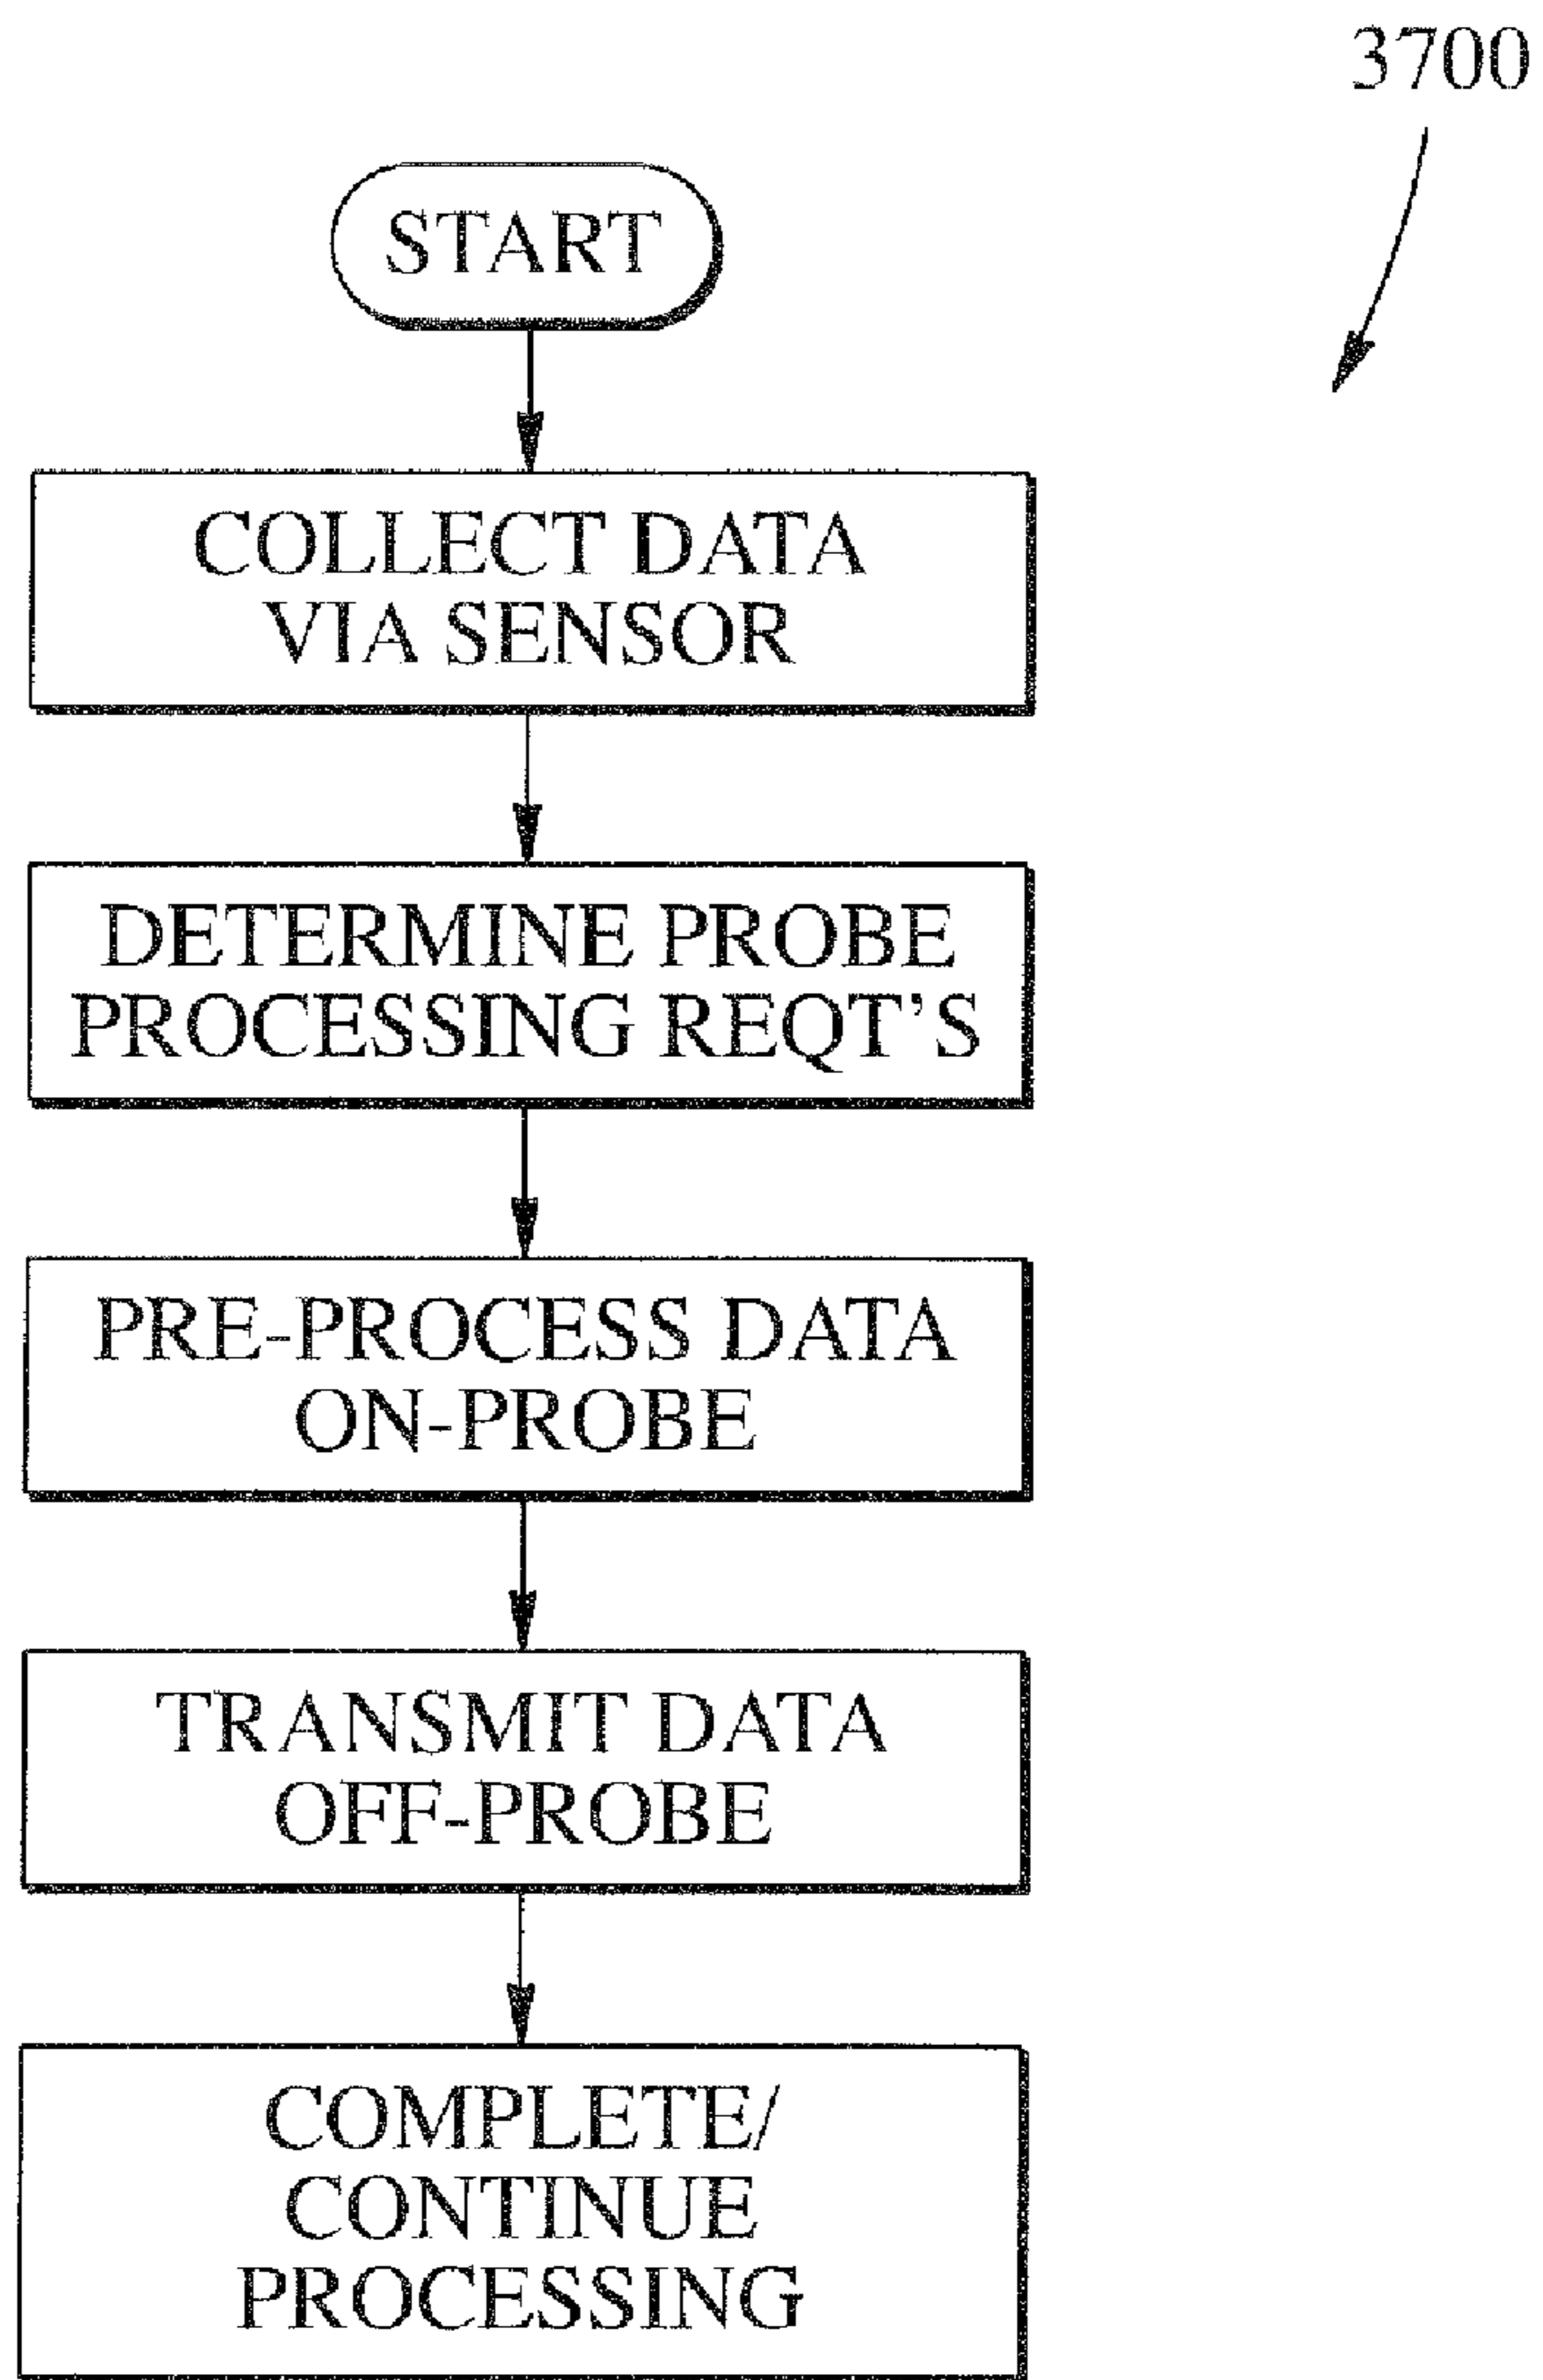 3700
START
COLLECT DATA
VIA SENSOR
DETERMINE PROBE
PROCESSING REQT'S
PRE-PROCESS DATA
ON-PROBE
TRANSMIT DATA
OFF-PROBE
COMPLETE/
CONTINUE
PROCESSING